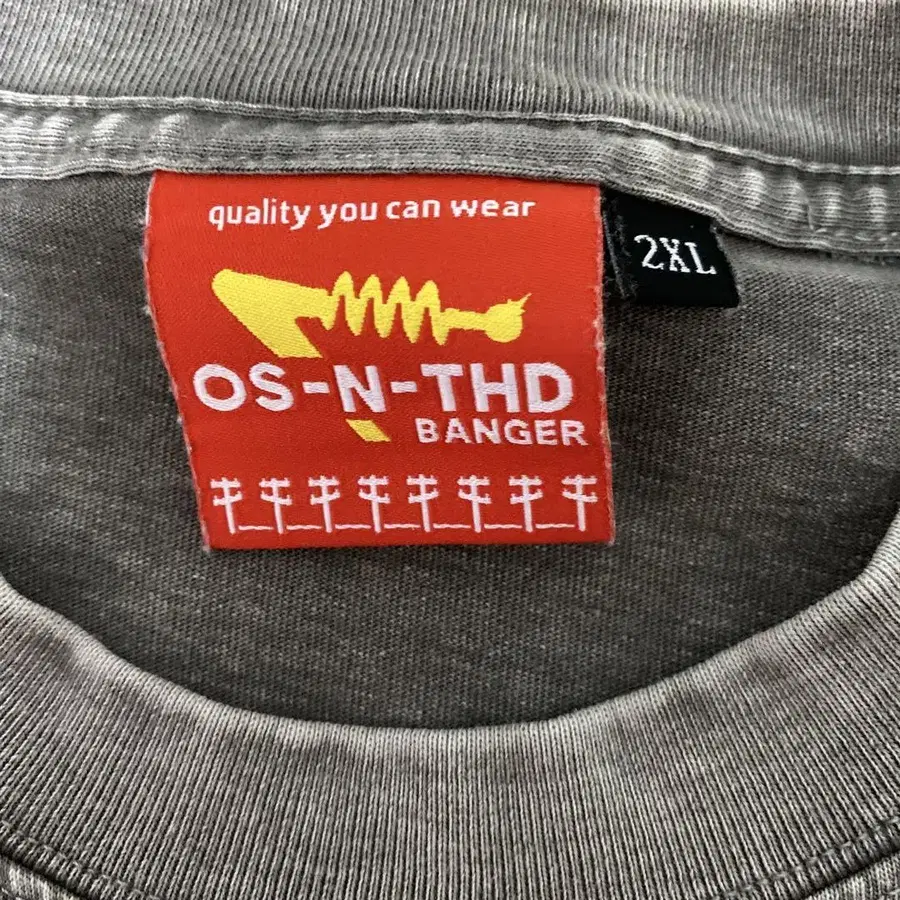 quality you can wear
2XL
OS-N-THD
BANGER